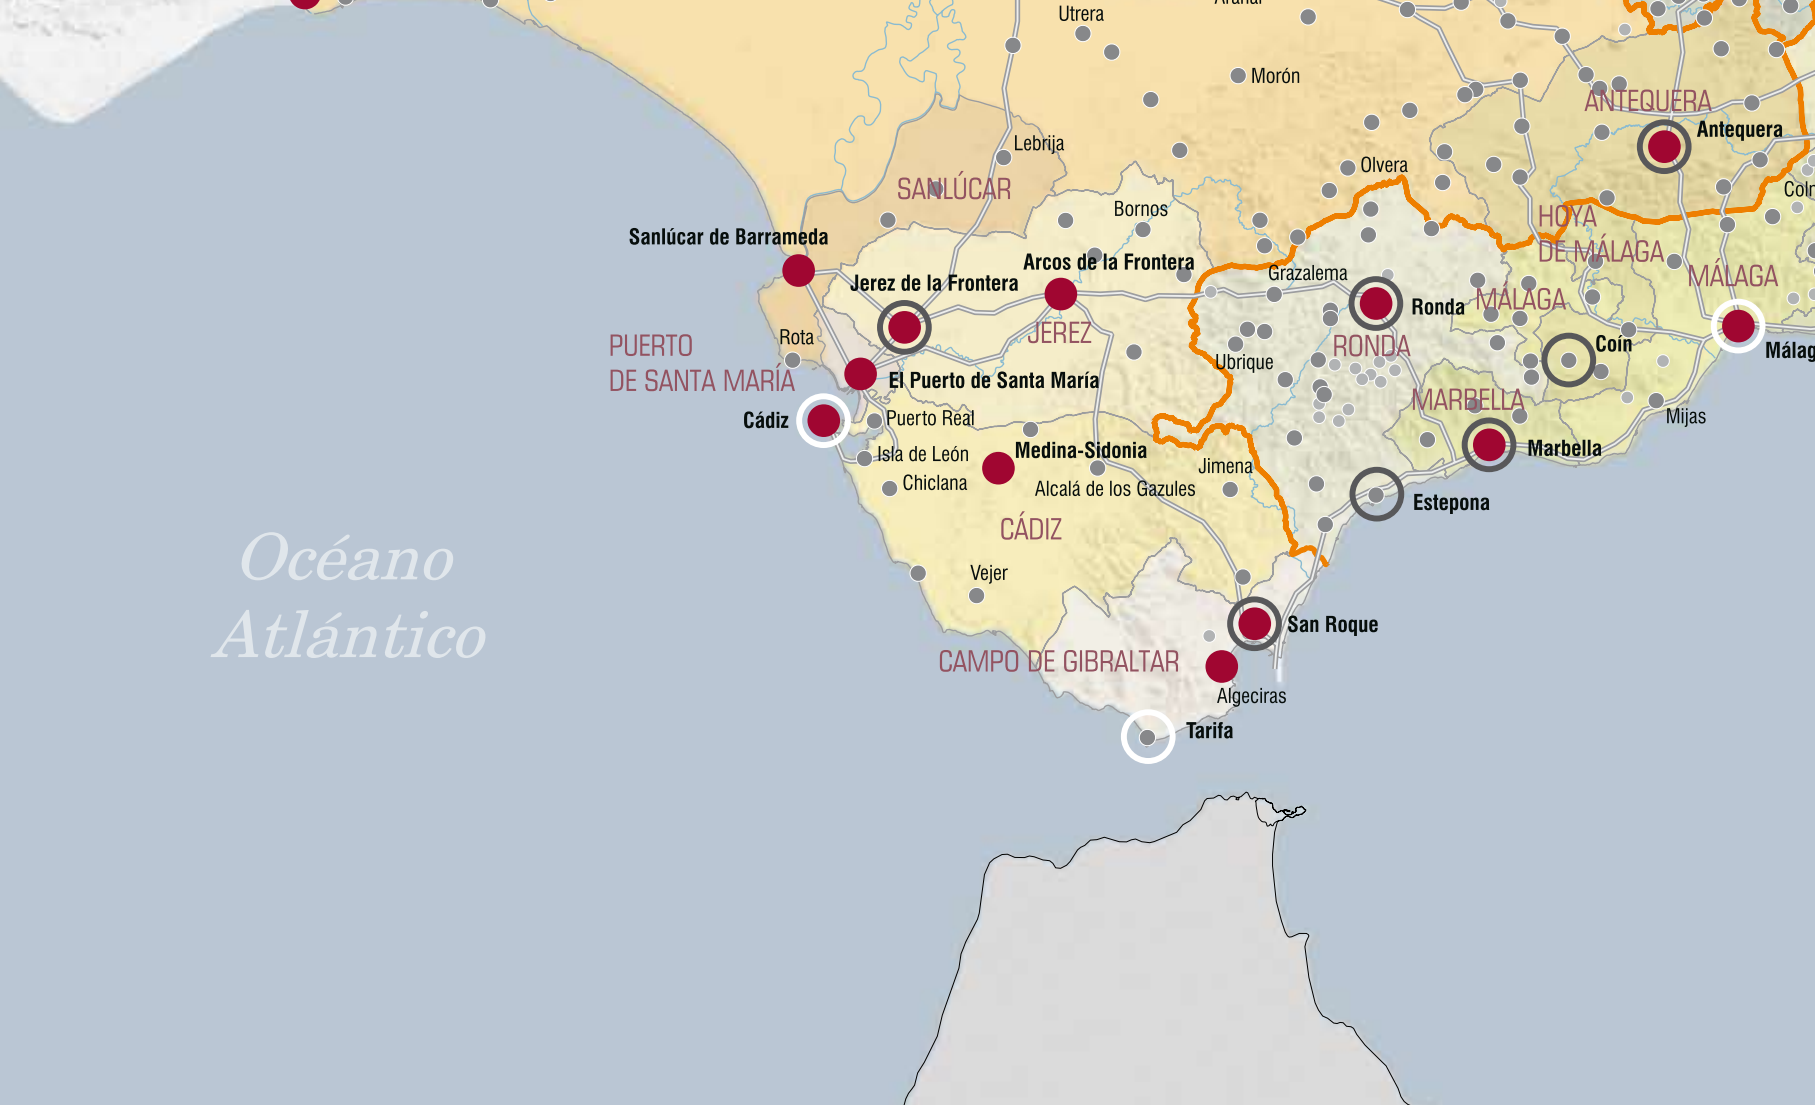 Utrera
Morón
ANTEQUERA
Antequera
Lebrija
Olvera
SANLÚCAR
Bornos
HOYA
DE MÁLAGA
Sanlúcar de Barrameda
Arcos de la Frontera
Grazalema
MÁLAGA
Jerez de la Frontera
MÁLAGA
Ronda
JEREZ
Rota
PUERTO
DE SANTA MARÍA
RONDA
Coín
Ubrique
El Puerto de Santa María
MARBELLA
Mijas
Cádiz
Puerto Real
Isla de León
Medina-Sidonia
Marbella
Jimena
Chiclana
Alcalá de los Gazules
Estepona
CÁDIZ
Océano
Atlántico
Vejer
San Roque
CAMPO DE GIBRALTAR
Algeciras
Tarifa